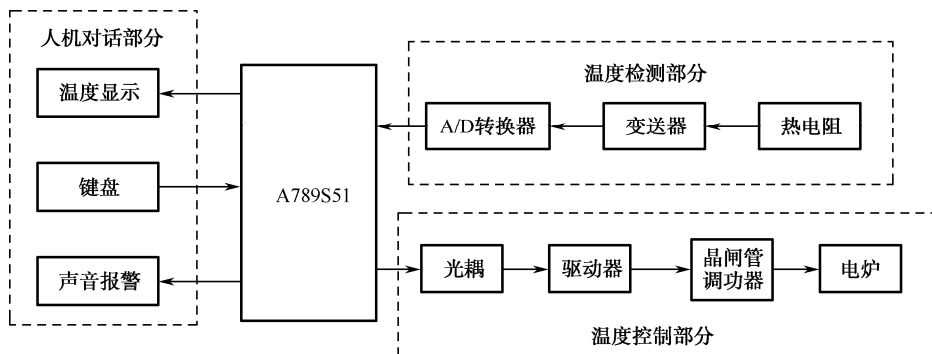 人机对话部分
温度显示
键盘
声音报警
A789S51
温度检测部分
A/D转换器
变送器
热电阻
光耦
驱动器
晶闸管
调功器
电炉
温度控制部分